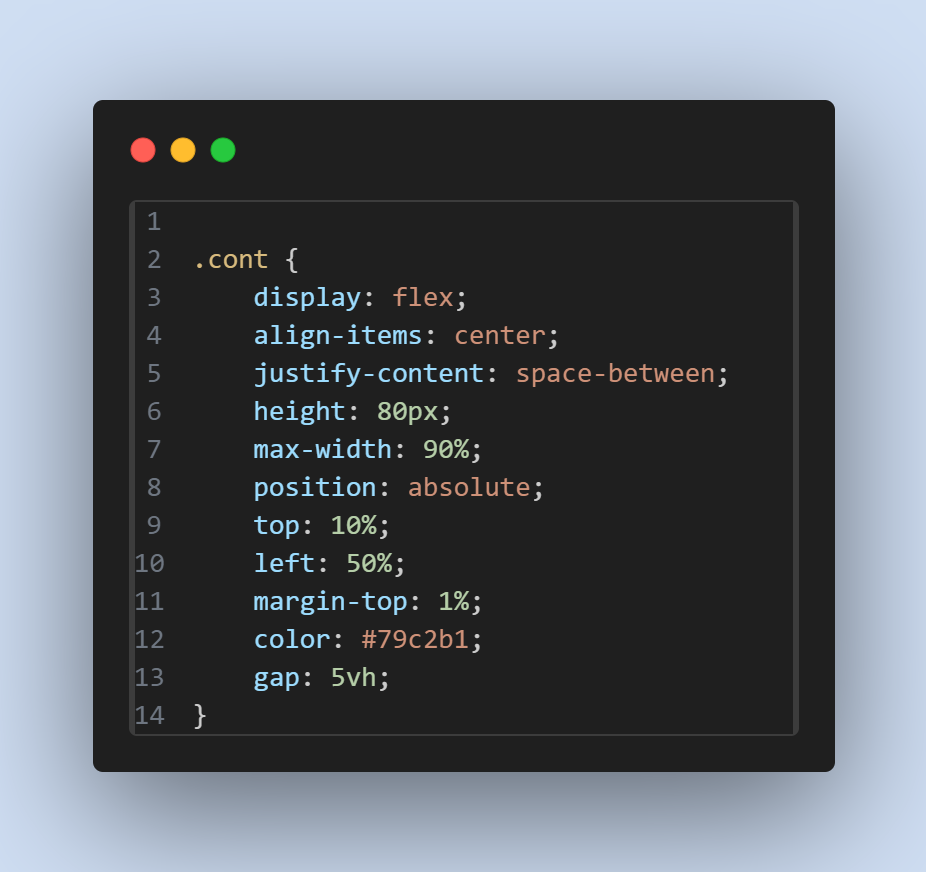 1
2 .cont {
3     display: flex;
4     align-items: center;
5     justify-content: space-between;
6     height: 80px;
7     max-width: 90%;
8     position: absolute;
9     top: 10%;
10     left: 50%;
11     margin-top: 1%;
12     color: #79c2b1;
13     gap: 5vh;
14 }